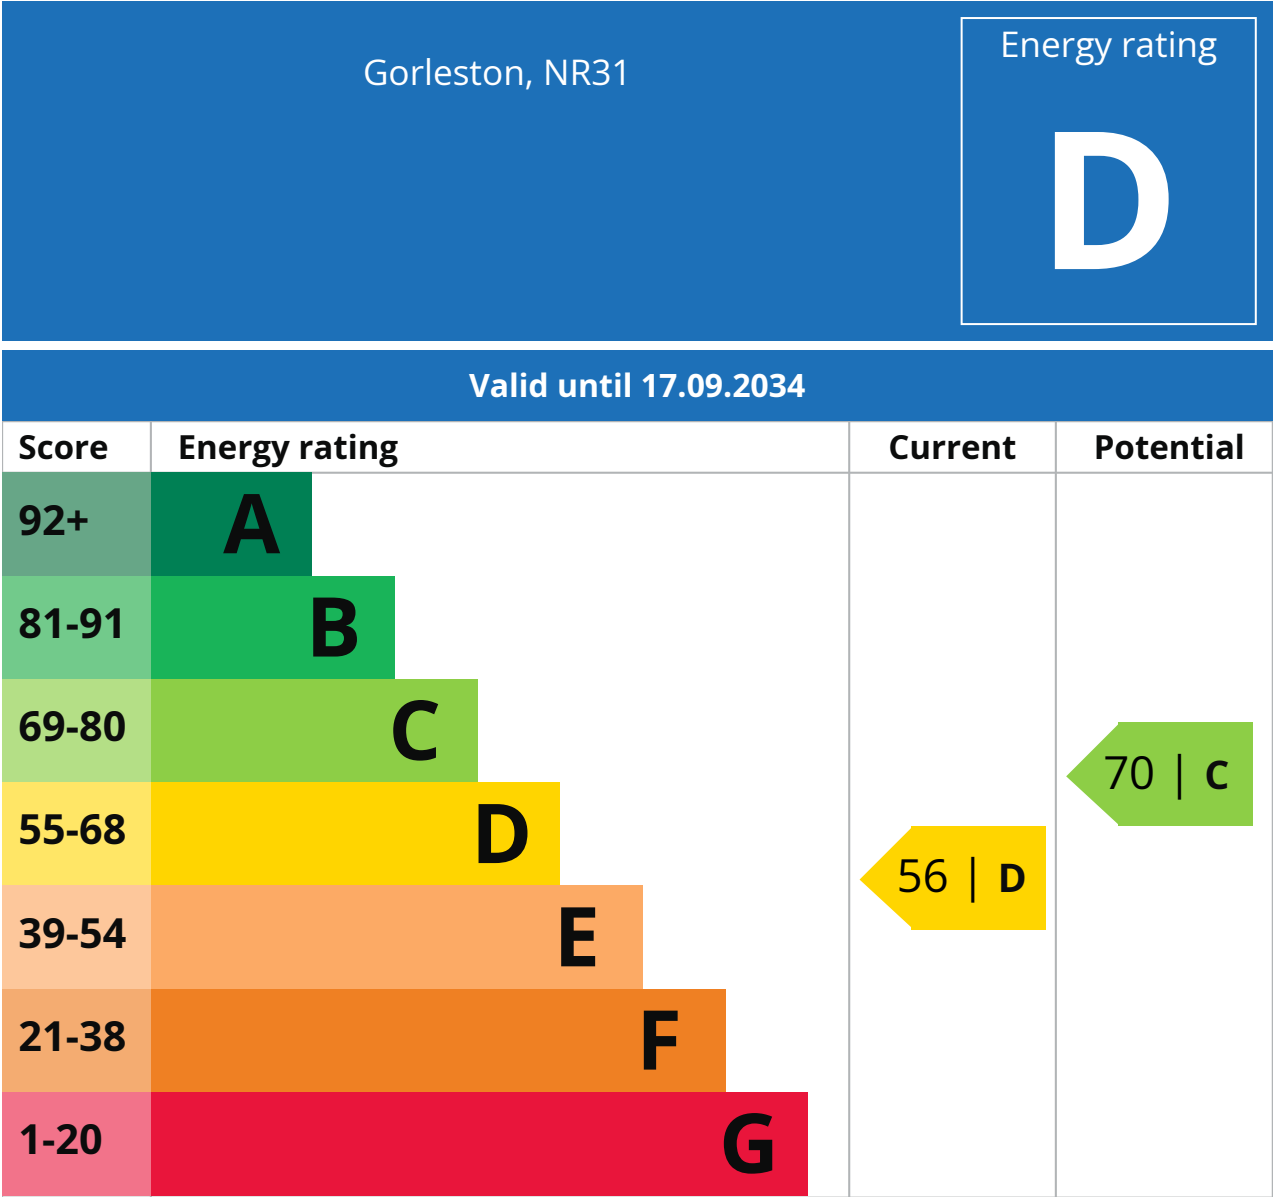 Gorleston, NR31
Energy rating
D
Valid until 17.09.2034
Score Energy rating Current Potential
92+ A
81-91 B
69-80 C
70 | C
55-68 D
56 | D
39-54 E
21-38 F
1-20 G